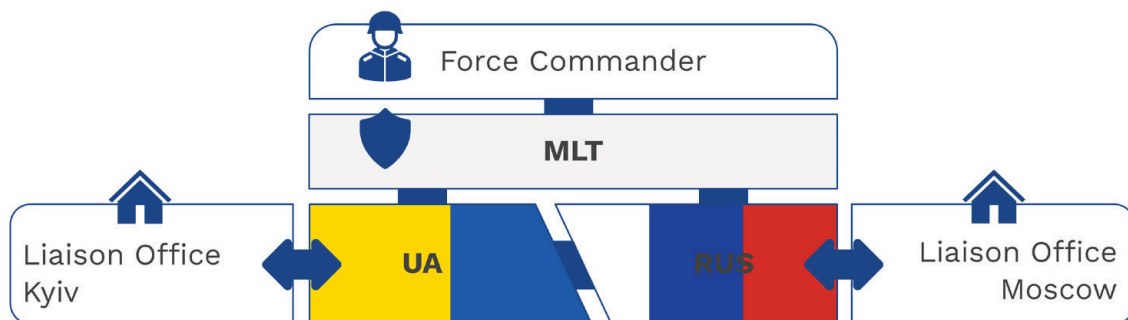 Force Commander
MLT
Liaison Office
Kyiv
UA
RUS
Liaison Office
Moscow